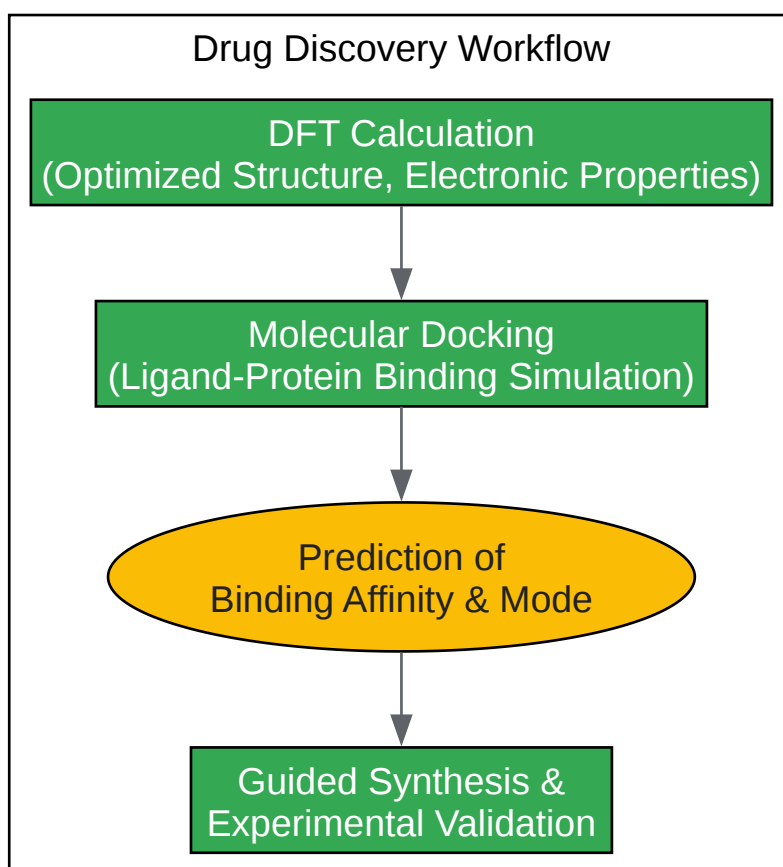 Drug Discovery Workflow
DFT Calculation
(Optimized Structure, Electronic Properties)
Molecular Docking
(Ligand-Protein Binding Simulation)
Prediction of
Binding Affinity & Mode
Guided Synthesis &
Experimental Validation